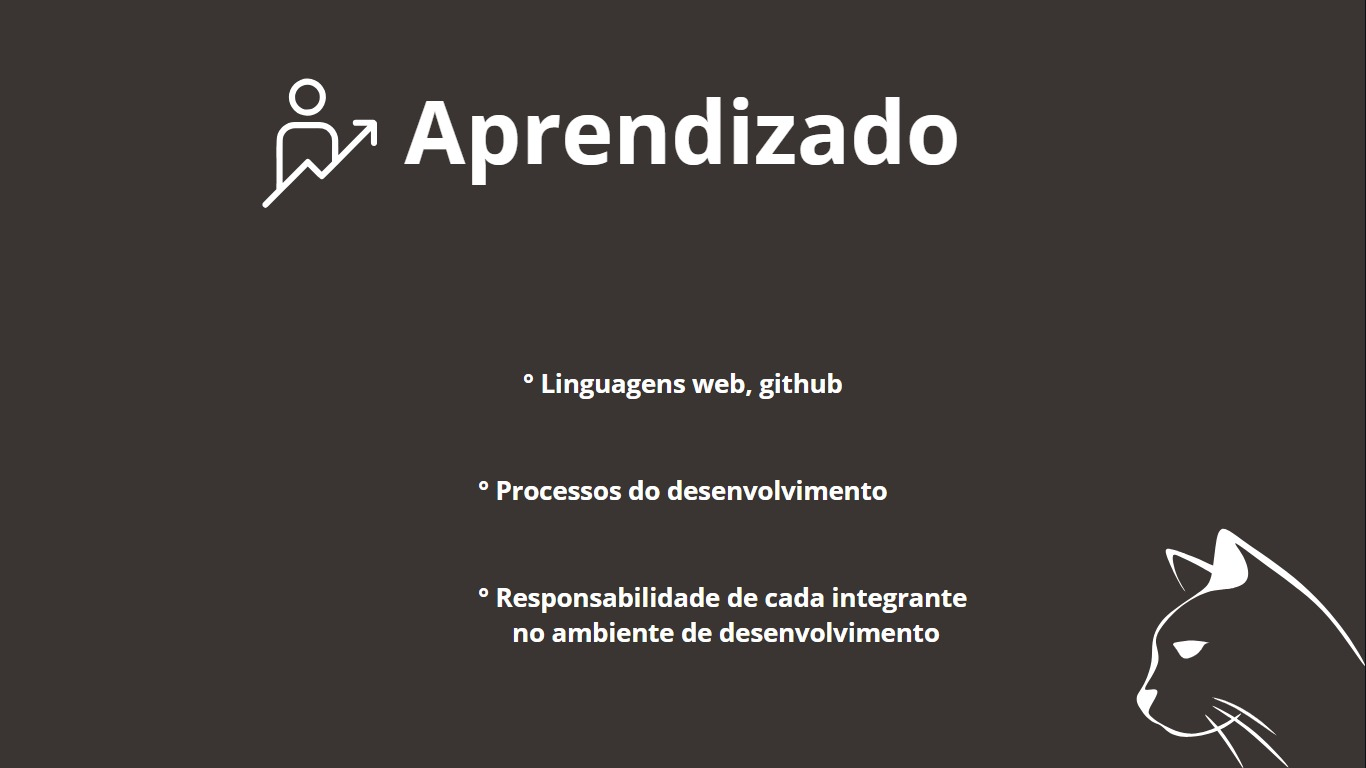 Aprendizado
° Linguagens web, github
° Processos do desenvolvimento
° Responsabilidade de cada integrante
no ambiente de desenvolvimento